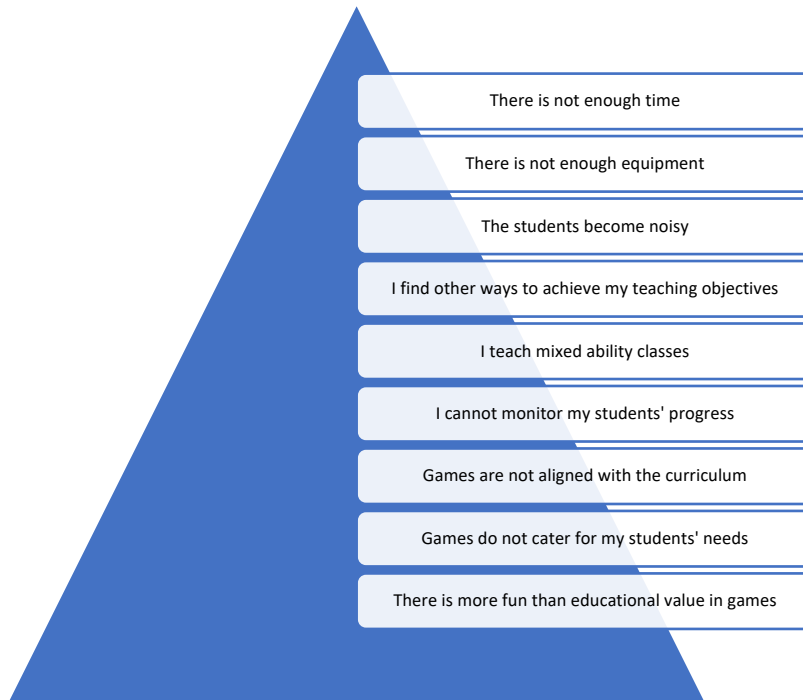 There is not enough time
There is not enough equipment
The students become noisy
I find other ways to achieve my teaching objectives
I teach mixed ability classes
I cannot monitor my students' progress
Games are not aligned with the curriculum
Games do not cater for my students' needs
There is more fun than educational value in games